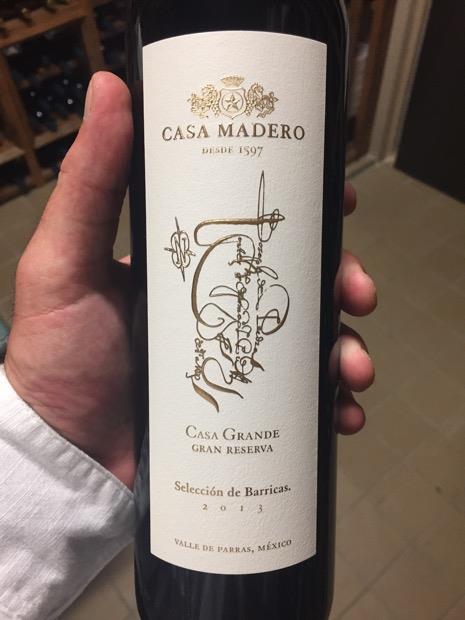 CASA MADERO
DESDE 1597
CASA GRANDE
GRAN RESERVA
Selección de Barricas.
2013
VALLE DE PARRAS, MÉXICO